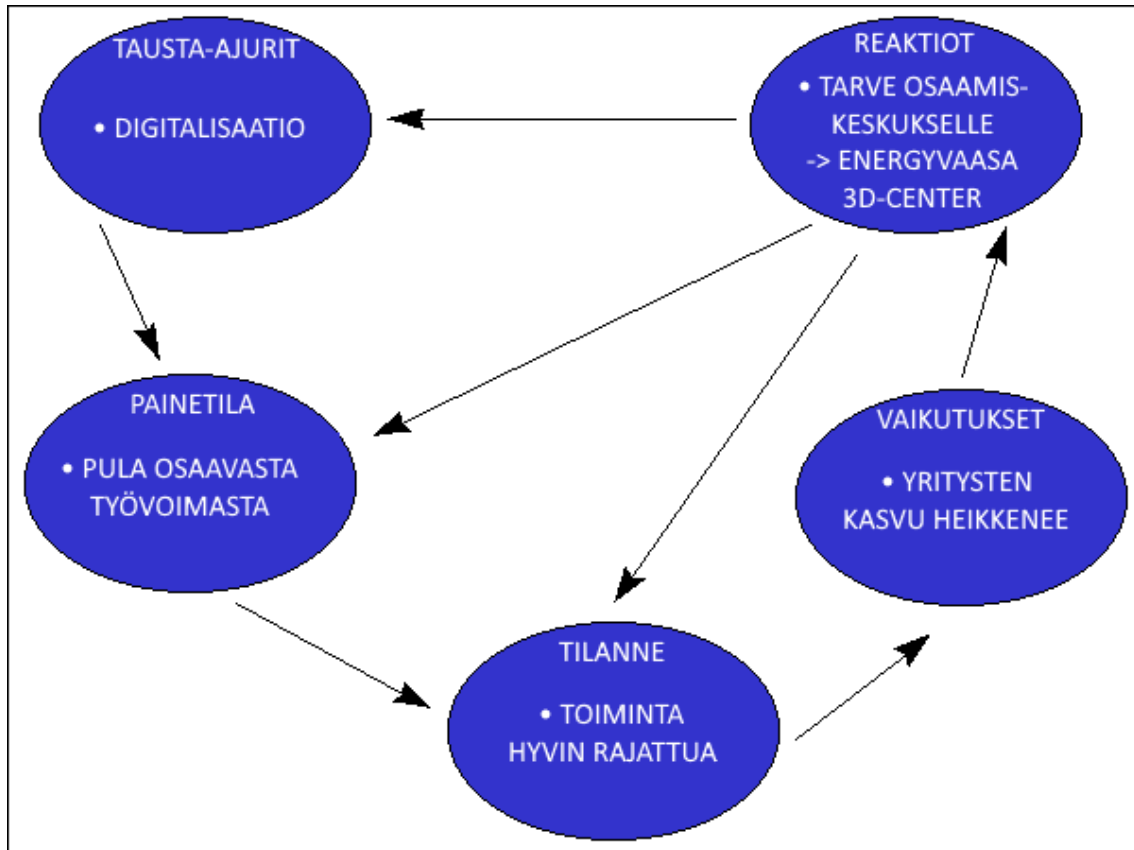 TAUSTA-AJURIT
• DIGITALISAATIO
REAKTIOT
• TARVE OSAAMIS-
KESKUKSELLE
-> ENERGYVAASA
3D-CENTER
PAINETILA
• PULA OSAAVASTA
TYÖVOIMASTA
VAIKUTUKSET
• YRITYSTEN
KASVU HEIKKENEE
TILANNE
• TOIMINTA
HYVIN RAJATTUA